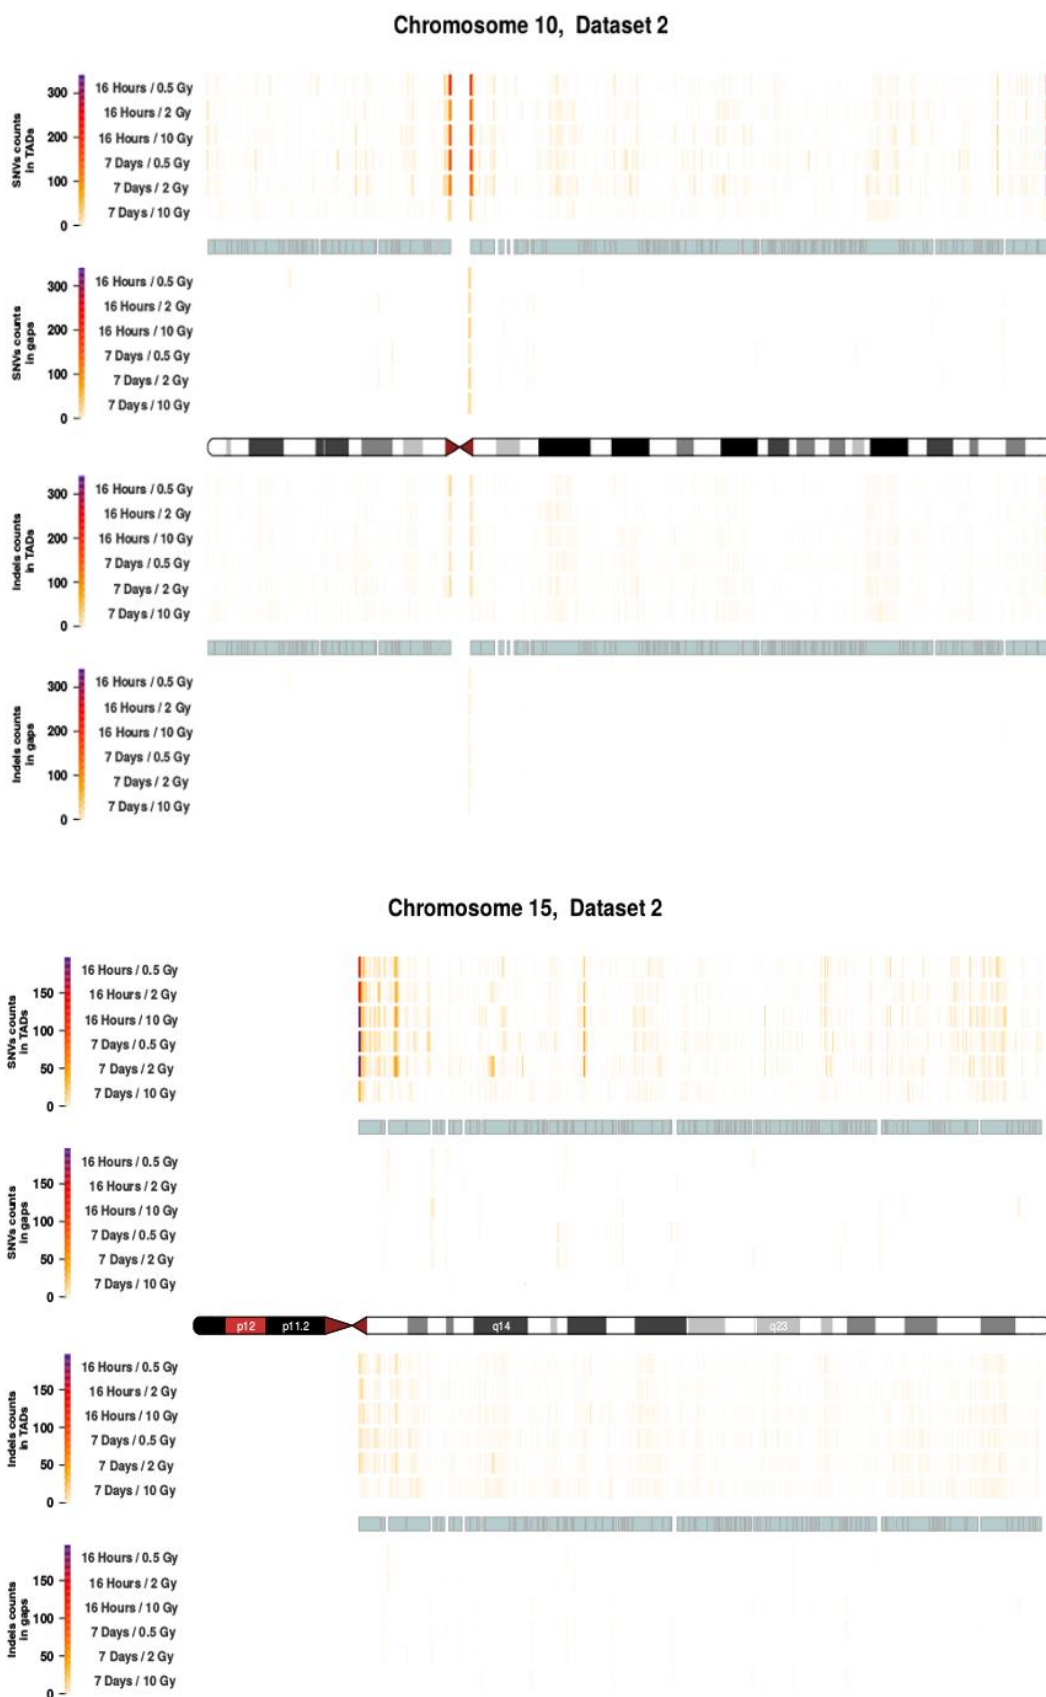 Chromosome 10,  Dataset 2
SNVs counts
in TADs
300
200
100
0
16 Hours / 0.5 Gy
16 Hours / 2 Gy
16 Hours / 10 Gy
7 Days / 0.5 Gy
7 Days / 2 Gy
7 Days / 10 Gy
SNVs counts
in gaps
300
200
100
0
16 Hours / 0.5 Gy
16 Hours / 2 Gy
16 Hours / 10 Gy
7 Days / 0.5 Gy
7 Days / 2 Gy
7 Days / 10 Gy
Indels counts
in TADs
300
200
100
0
16 Hours / 0.5 Gy
16 Hours / 2 Gy
16 Hours / 10 Gy
7 Days / 0.5 Gy
7 Days / 2 Gy
7 Days / 10 Gy
Indels counts
in gaps
300
200
100
0
16 Hours / 0.5 Gy
16 Hours / 2 Gy
16 Hours / 10 Gy
7 Days / 0.5 Gy
7 Days / 2 Gy
7 Days / 10 Gy
Chromosome 15,  Dataset 2
SNVs counts
in TADs
150
100
50
0
16 Hours / 0.5 Gy
16 Hours / 2 Gy
16 Hours / 10 Gy
7 Days / 0.5 Gy
7 Days / 2 Gy
7 Days / 10 Gy
SNVs counts
in gaps
150
100
50
0
16 Hours / 0.5 Gy
16 Hours / 2 Gy
16 Hours / 10 Gy
7 Days / 0.5 Gy
7 Days / 2 Gy
7 Days / 10 Gy
p12 p11.2 q14 q23
Indels counts
in TADs
150
100
50
0
16 Hours / 0.5 Gy
16 Hours / 2 Gy
16 Hours / 10 Gy
7 Days / 0.5 Gy
7 Days / 2 Gy
7 Days / 10 Gy
Indels counts
in gaps
150
100
50
0
16 Hours / 0.5 Gy
16 Hours / 2 Gy
16 Hours / 10 Gy
7 Days / 0.5 Gy
7 Days / 2 Gy
7 Days / 10 Gy